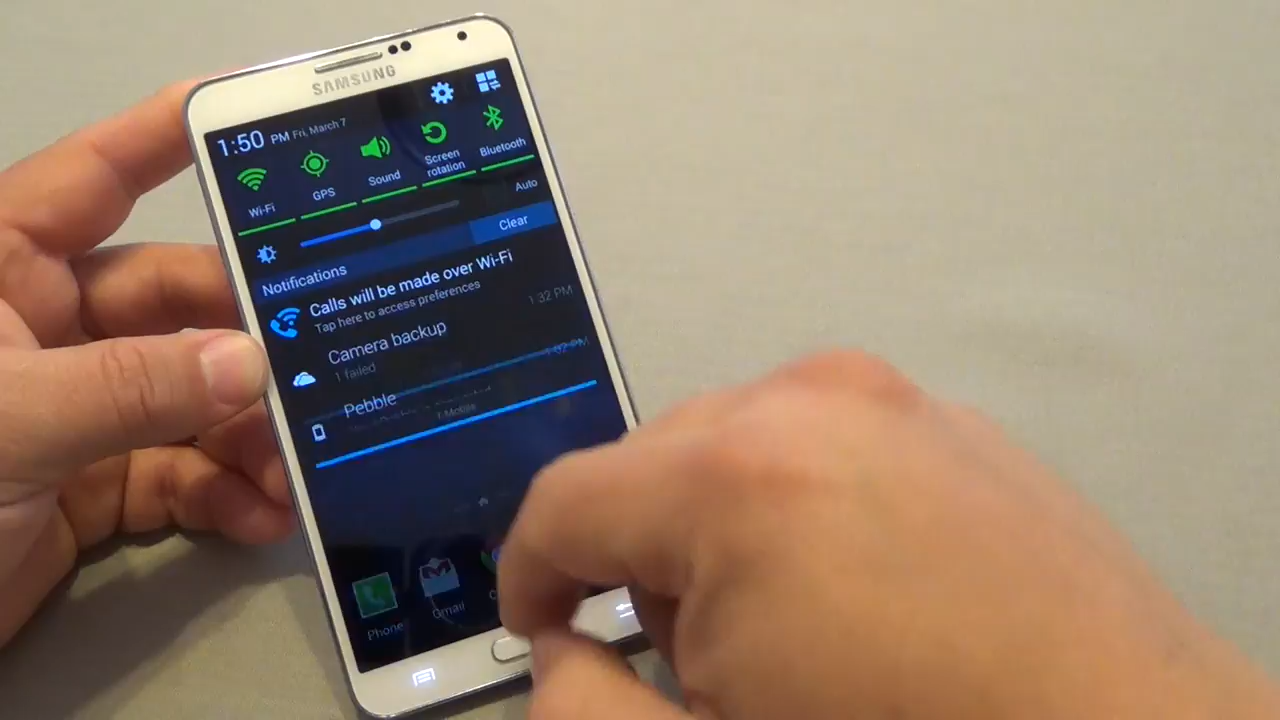 SAMSUNG
1:50 PM Fri, March 7
Wi-Fi
GPS
Sound
Screen
rotation
Bluetooth
Auto
Notifications
Clear
Calls will be made over Wi-Fi
Tap here to access preferences
1:32 PM
Camera backup
1 failed
Pebble
T-Mobile
Phone
Gmail